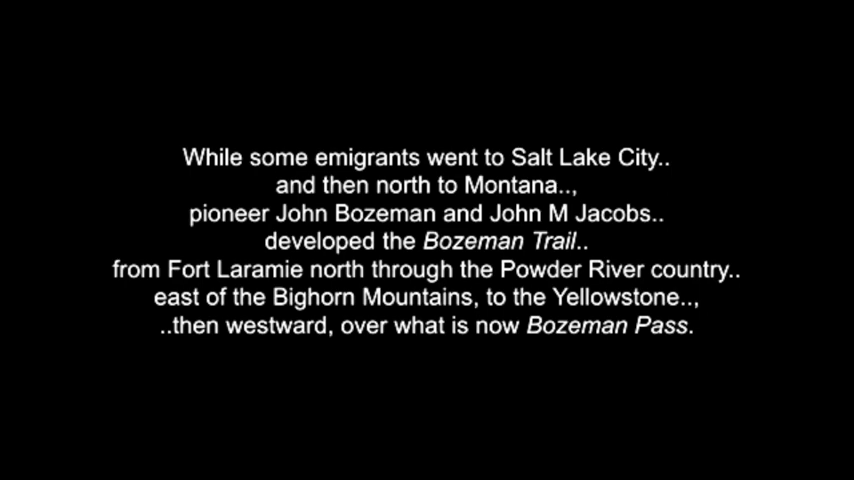 While some emigrants went to Salt Lake City..
and then north to Montana..,
pioneer John Bozeman and John M Jacobs..
developed the Bozeman Trail..
from Fort Laramie north through the Powder River country..
east of the Bighorn Mountains, to the Yellowstone..,
..then westward, over what is now Bozeman Pass.